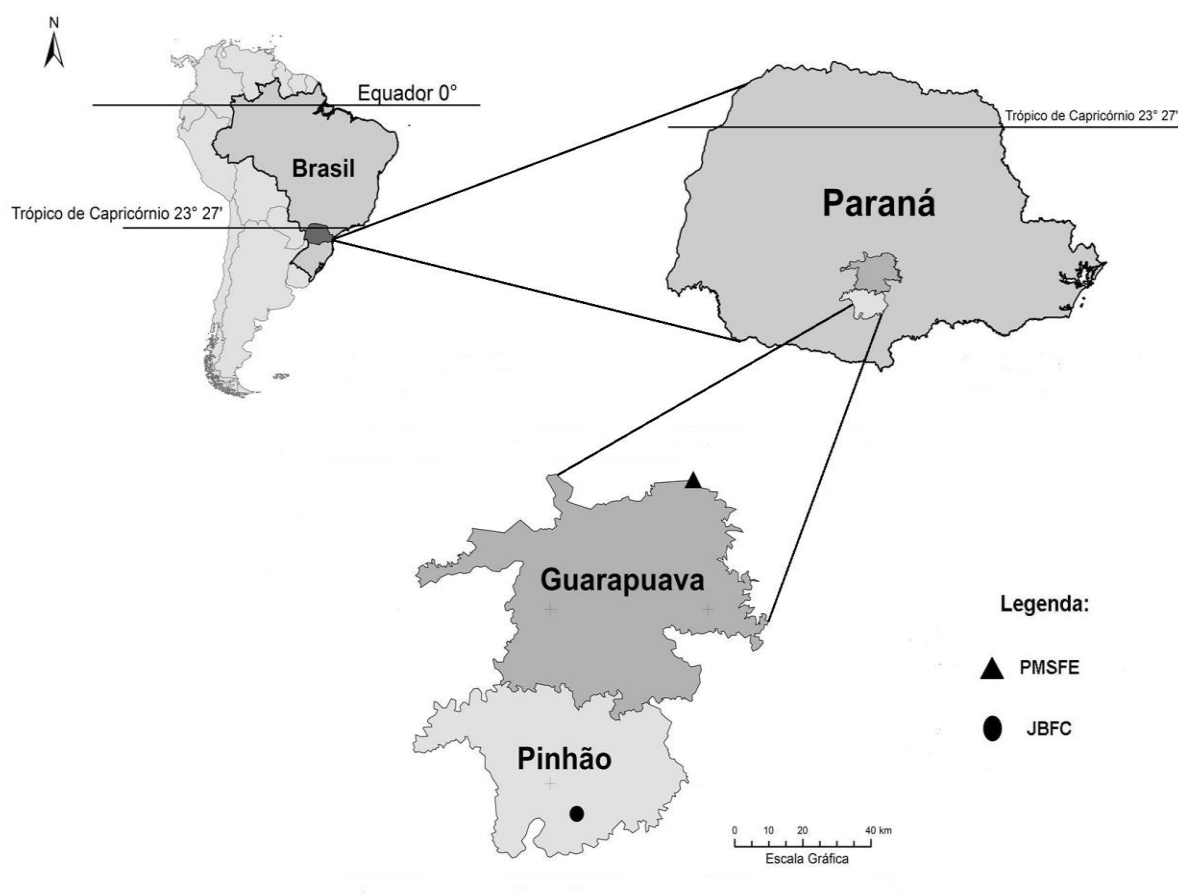 N
Equador 0°
Brasil
Trópico de Capricórnio 23° 27'
Trópico de Capricórnio 23° 27'
Paraná
Guarapuava
Pinhão
Legenda:
PMSFE
JBFC
0 10 20 30 40 km
Escala Gráfica